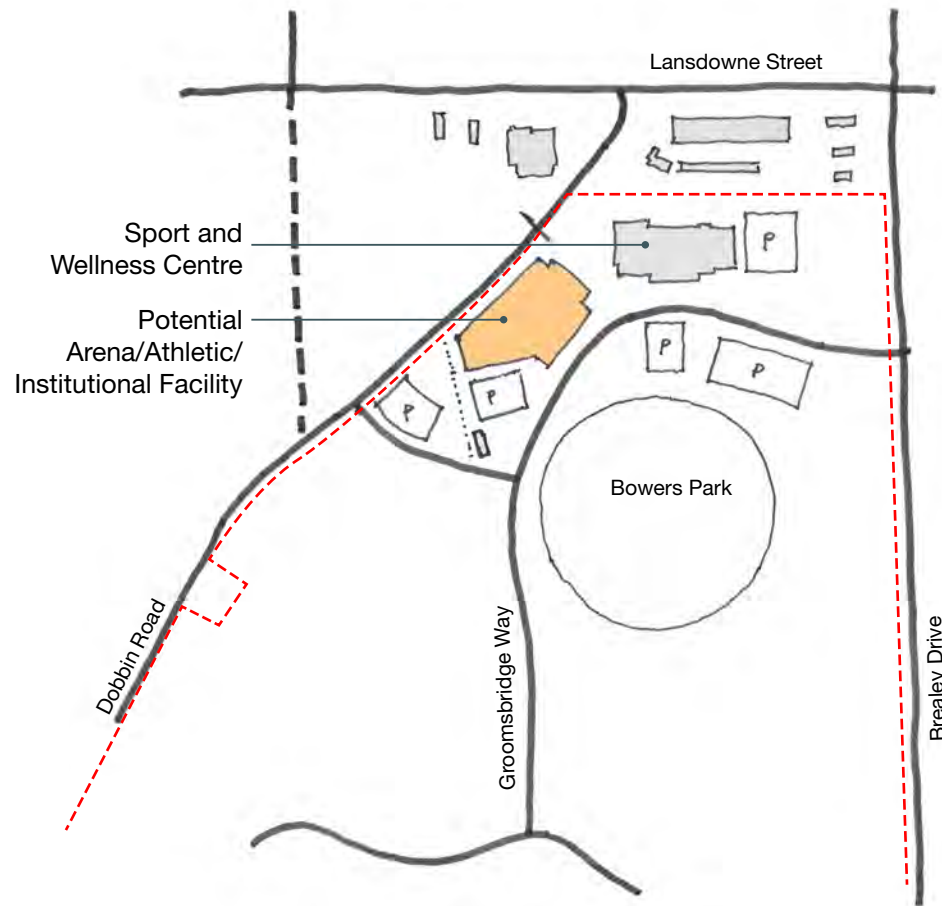 Lansdowne Street
Sport and
Wellness Centre
P
Potential
Arena/Athletic/
Institutional Facility
P
P
P
P
Bowers Park
Dobbin Road
Groomsbridge Way
Brealey Drive